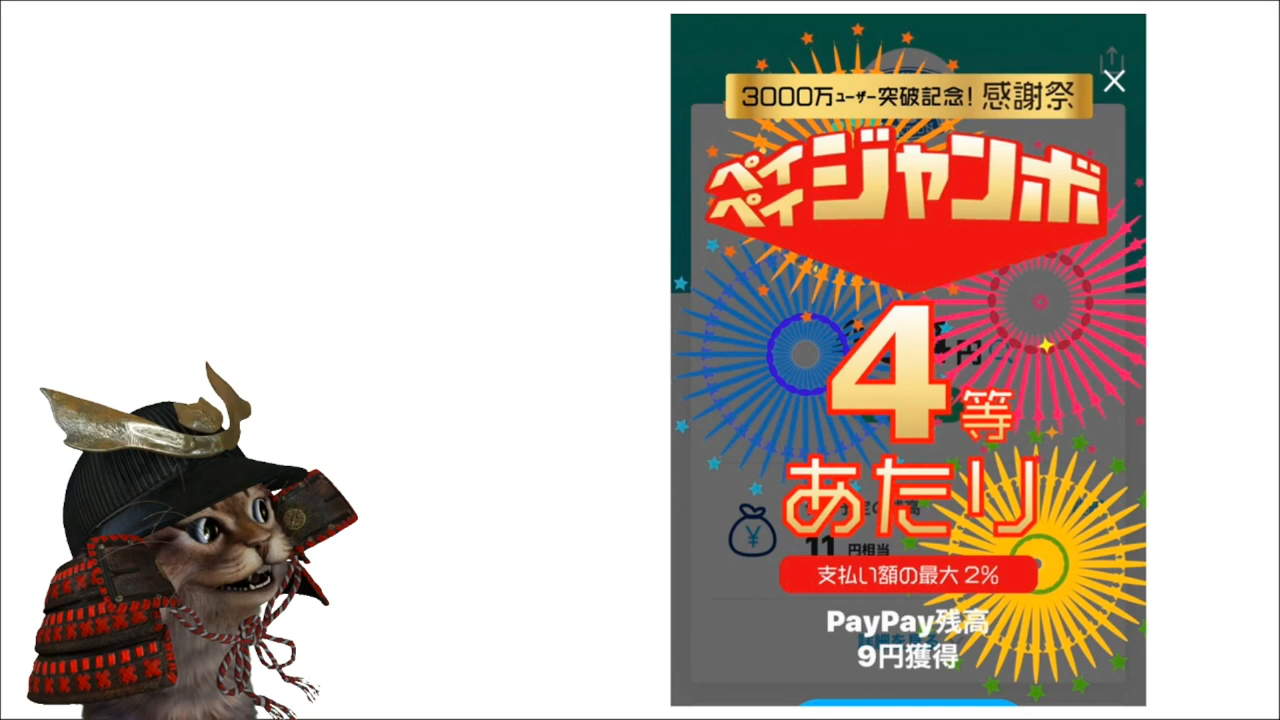 3000万ユーザー突破記念! 感謝祭
ペイペイジャンボ
4等
あたり
11 円相当
支払い額の最大2%
PayPay残高
9円獲得